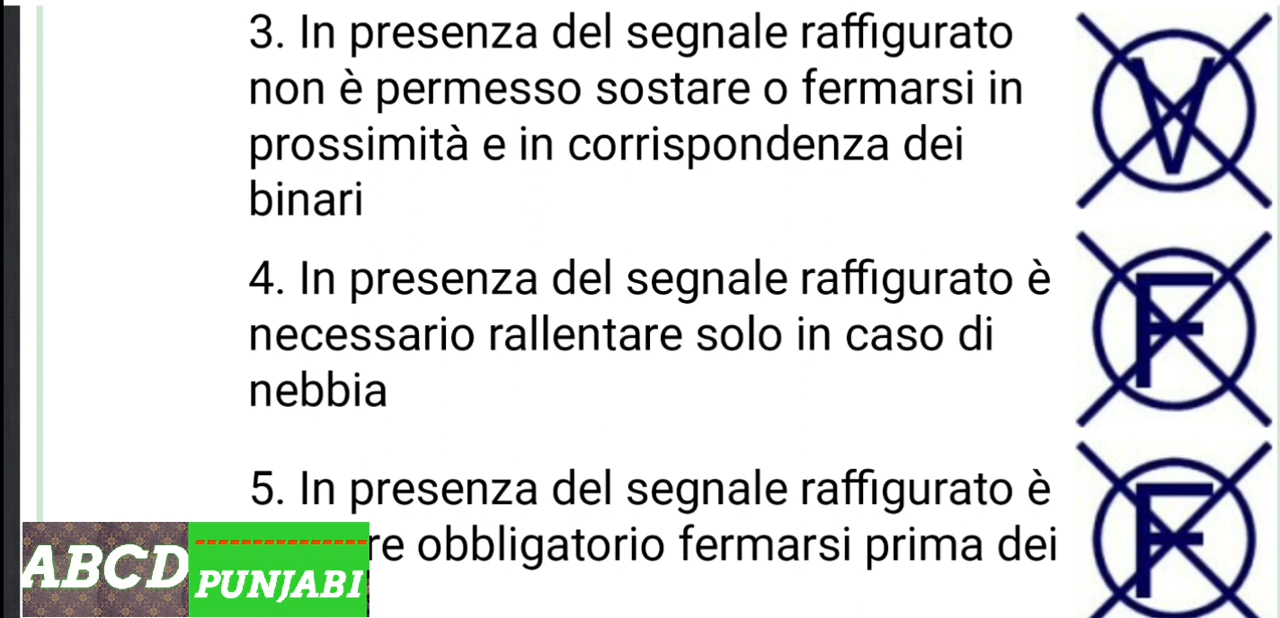 3. In presenza del segnale raffigurato
non è permesso sostare o fermarsi in
prossimità e in corrispondenza dei
binari
V
4. In presenza del segnale raffigurato è
necessario rallentare solo in caso di
nebbia
F
5. In presenza del segnale raffigurato è
obbligatorio fermarsi prima dei
F
ABCD PUNJABI